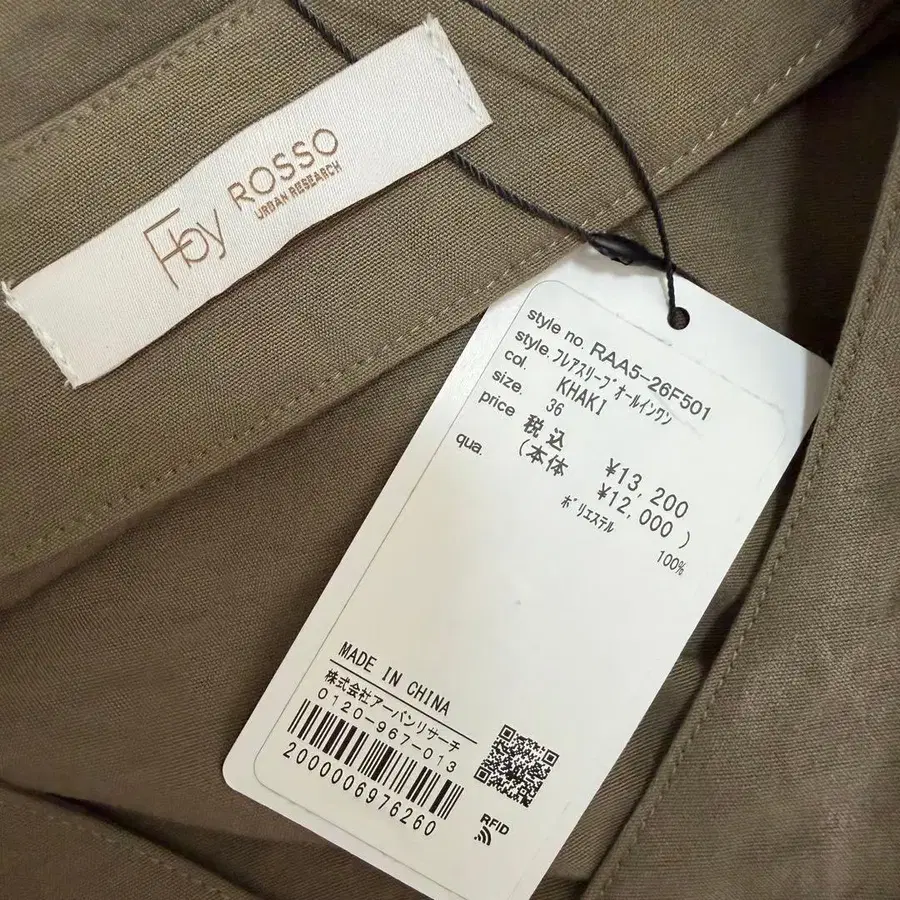 F by ROSSO
URBAN RESEARCH
style no. RAA5-26F501
style. ﾌﾚｱｽﾘｰﾌﾞｵｰﾙｲﾝﾜﾝ
col. KHAKI
size. 36
price 税込 ¥13,200
(本体 ¥12,000)
qua. ﾎﾟﾘｴｽﾃﾙ 100%
MADE IN CHINA
株式会社アーバンリサーチ
0120-967-013
2000006976260
RFID